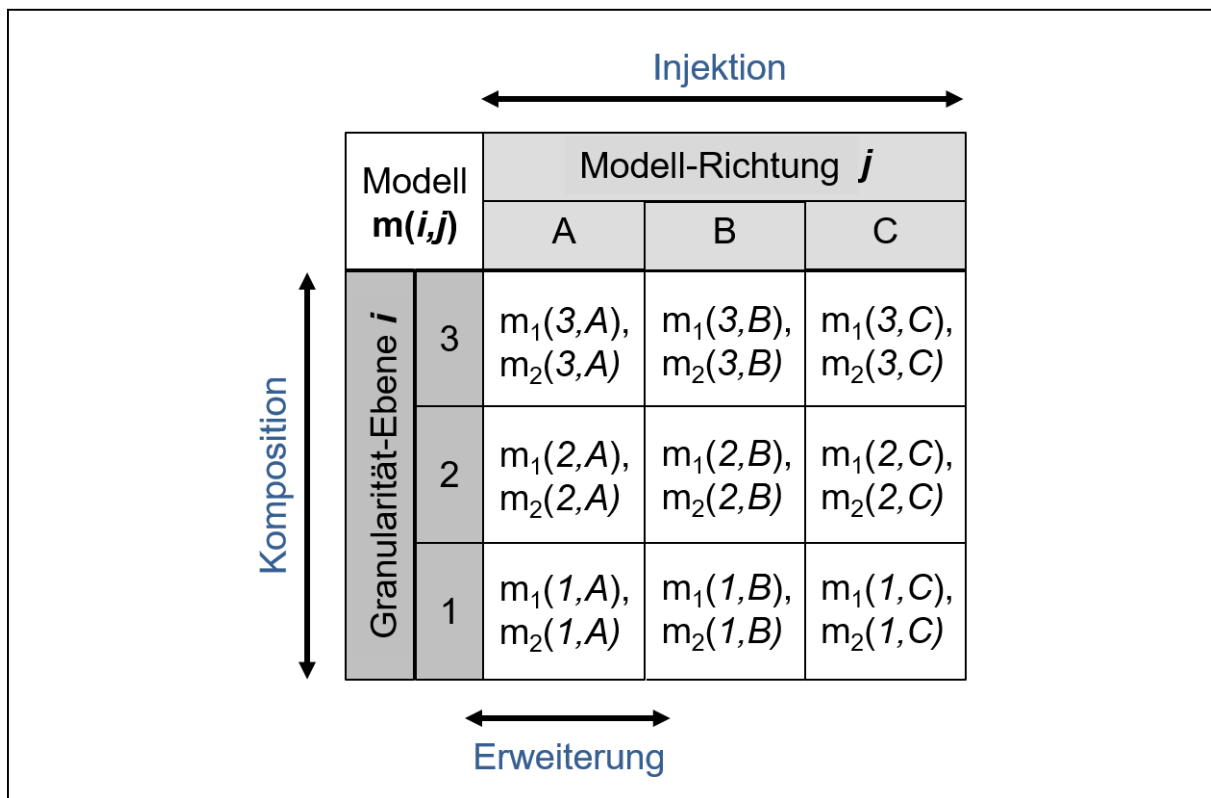 Injektion
Modell
m(i,j)
Modell-Richtung j
A B C
Komposition
Granularität-Ebene i
3
m₁(3,A), m₁(3,B), m₁(3,C),
m₂(3,A) m₂(3,B) m₂(3,C)
2
m₁(2,A), m₁(2,B), m₁(2,C),
m₂(2,A) m₂(2,B) m₂(2,C)
1
m₁(1,A), m₁(1,B), m₁(1,C),
m₂(1,A) m₂(1,B) m₂(1,C)
Erweiterung